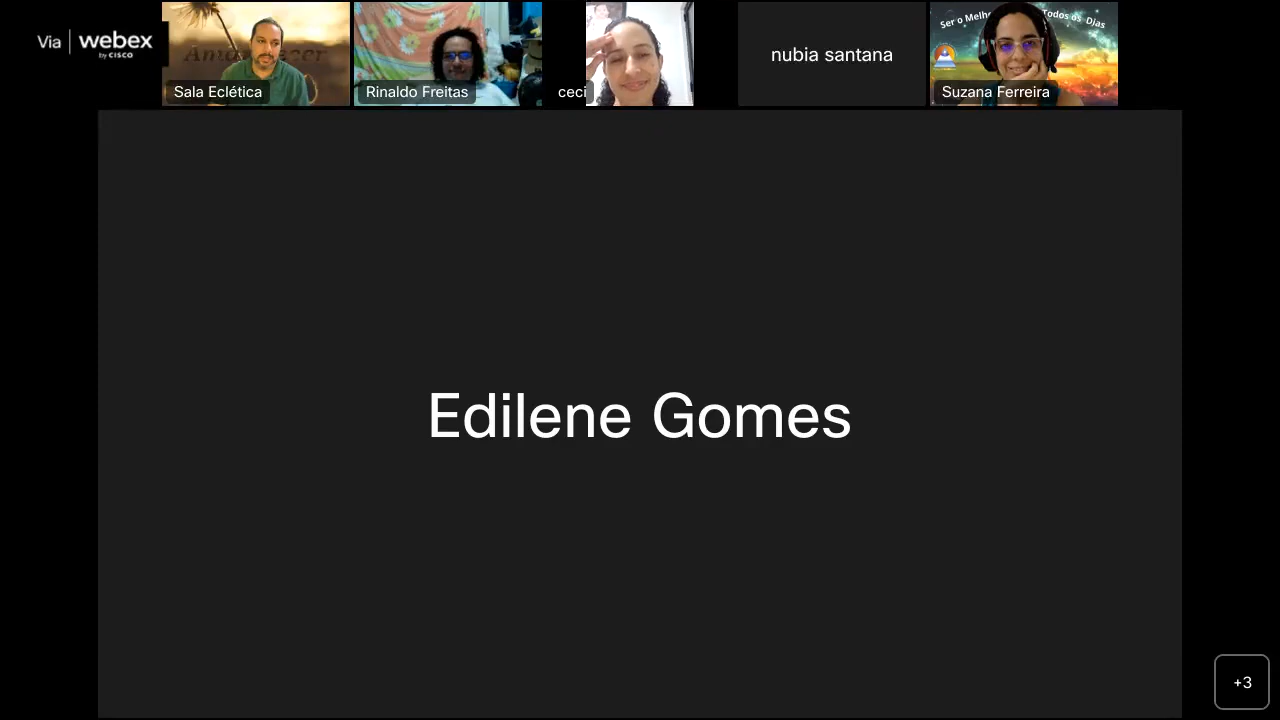 Via webex
by CISCO
Sala Eclética
Rinaldo Freitas
ceci
nubia santana
Ser o Melho Todos os Dias
Suzana Ferreira
Edilene Gomes
+3